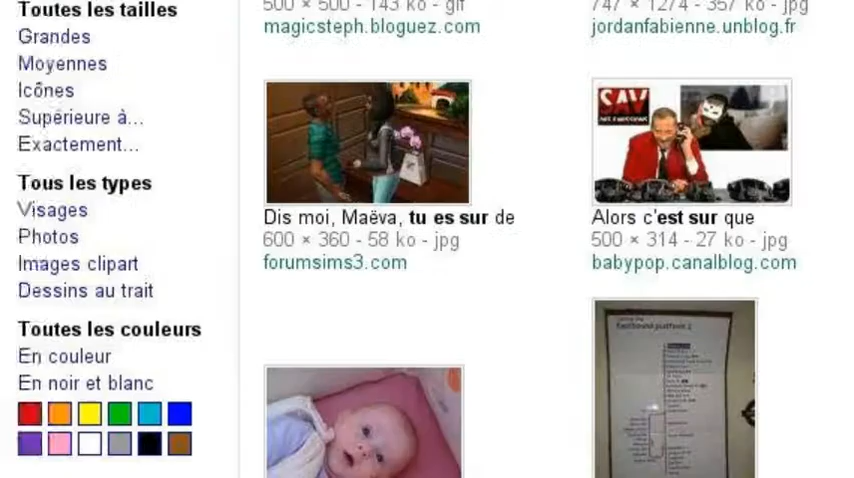 Toutes les tailles
Grandes
Moyennes
Icônes
Supérieure à...
Exactement...
Tous les types
Visages
Photos
Images clipart
Dessins au trait
Toutes les couleurs
En couleur
En noir et blanc
500 × 500 - 143 ko - gif
magicsteph.bloguez.com
747 × 1274 - 357 ko - jpg
jordanfabienne.unblog.fr
Dis moi, Maëva, tu es sur de
600 × 360 - 58 ko - jpg
forumsims3.com
SAV
Alors c'est sur que
500 × 314 - 27 ko - jpg
babypop.canalblog.com